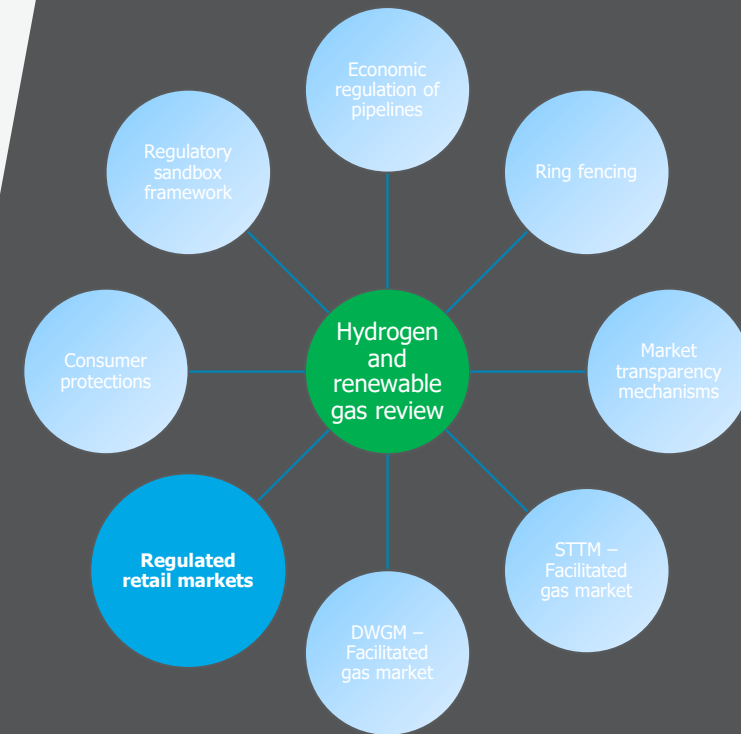 Economic
regulation of
pipelines
Regulatory
sandbox
framework
Ring fencing
Hydrogen
and
renewable
gas review
Consumer
protections
Market
transparency
mechanisms
Regulated
retail markets
STTM –
Facilitated
gas market
DWGM –
Facilitated
gas market